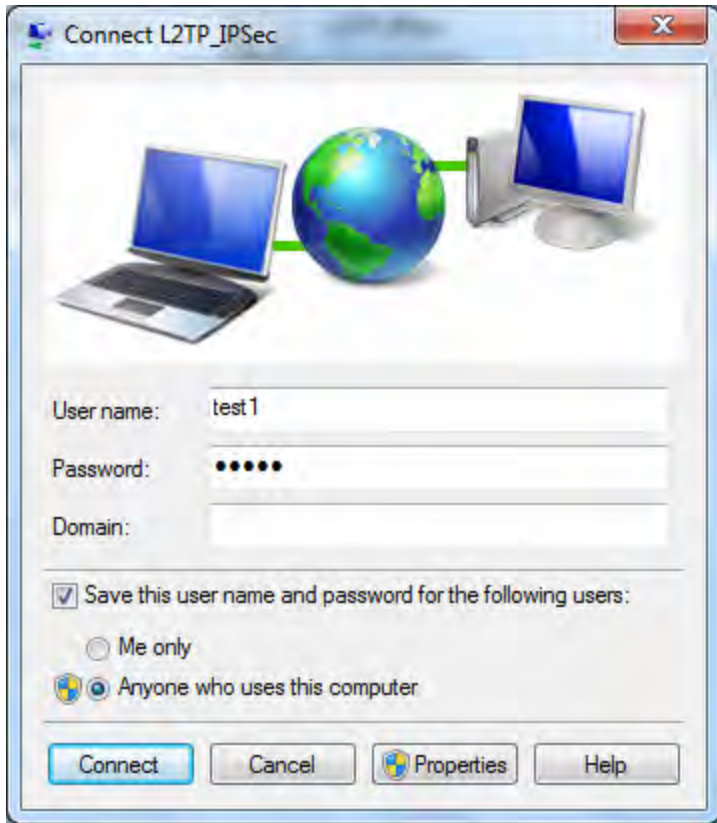 Connect L2TP_IPSec
User name: test1
Password: •••••
Domain:
Save this user name and password for the following users:
Me only
Anyone who uses this computer
Connect Cancel Properties Help